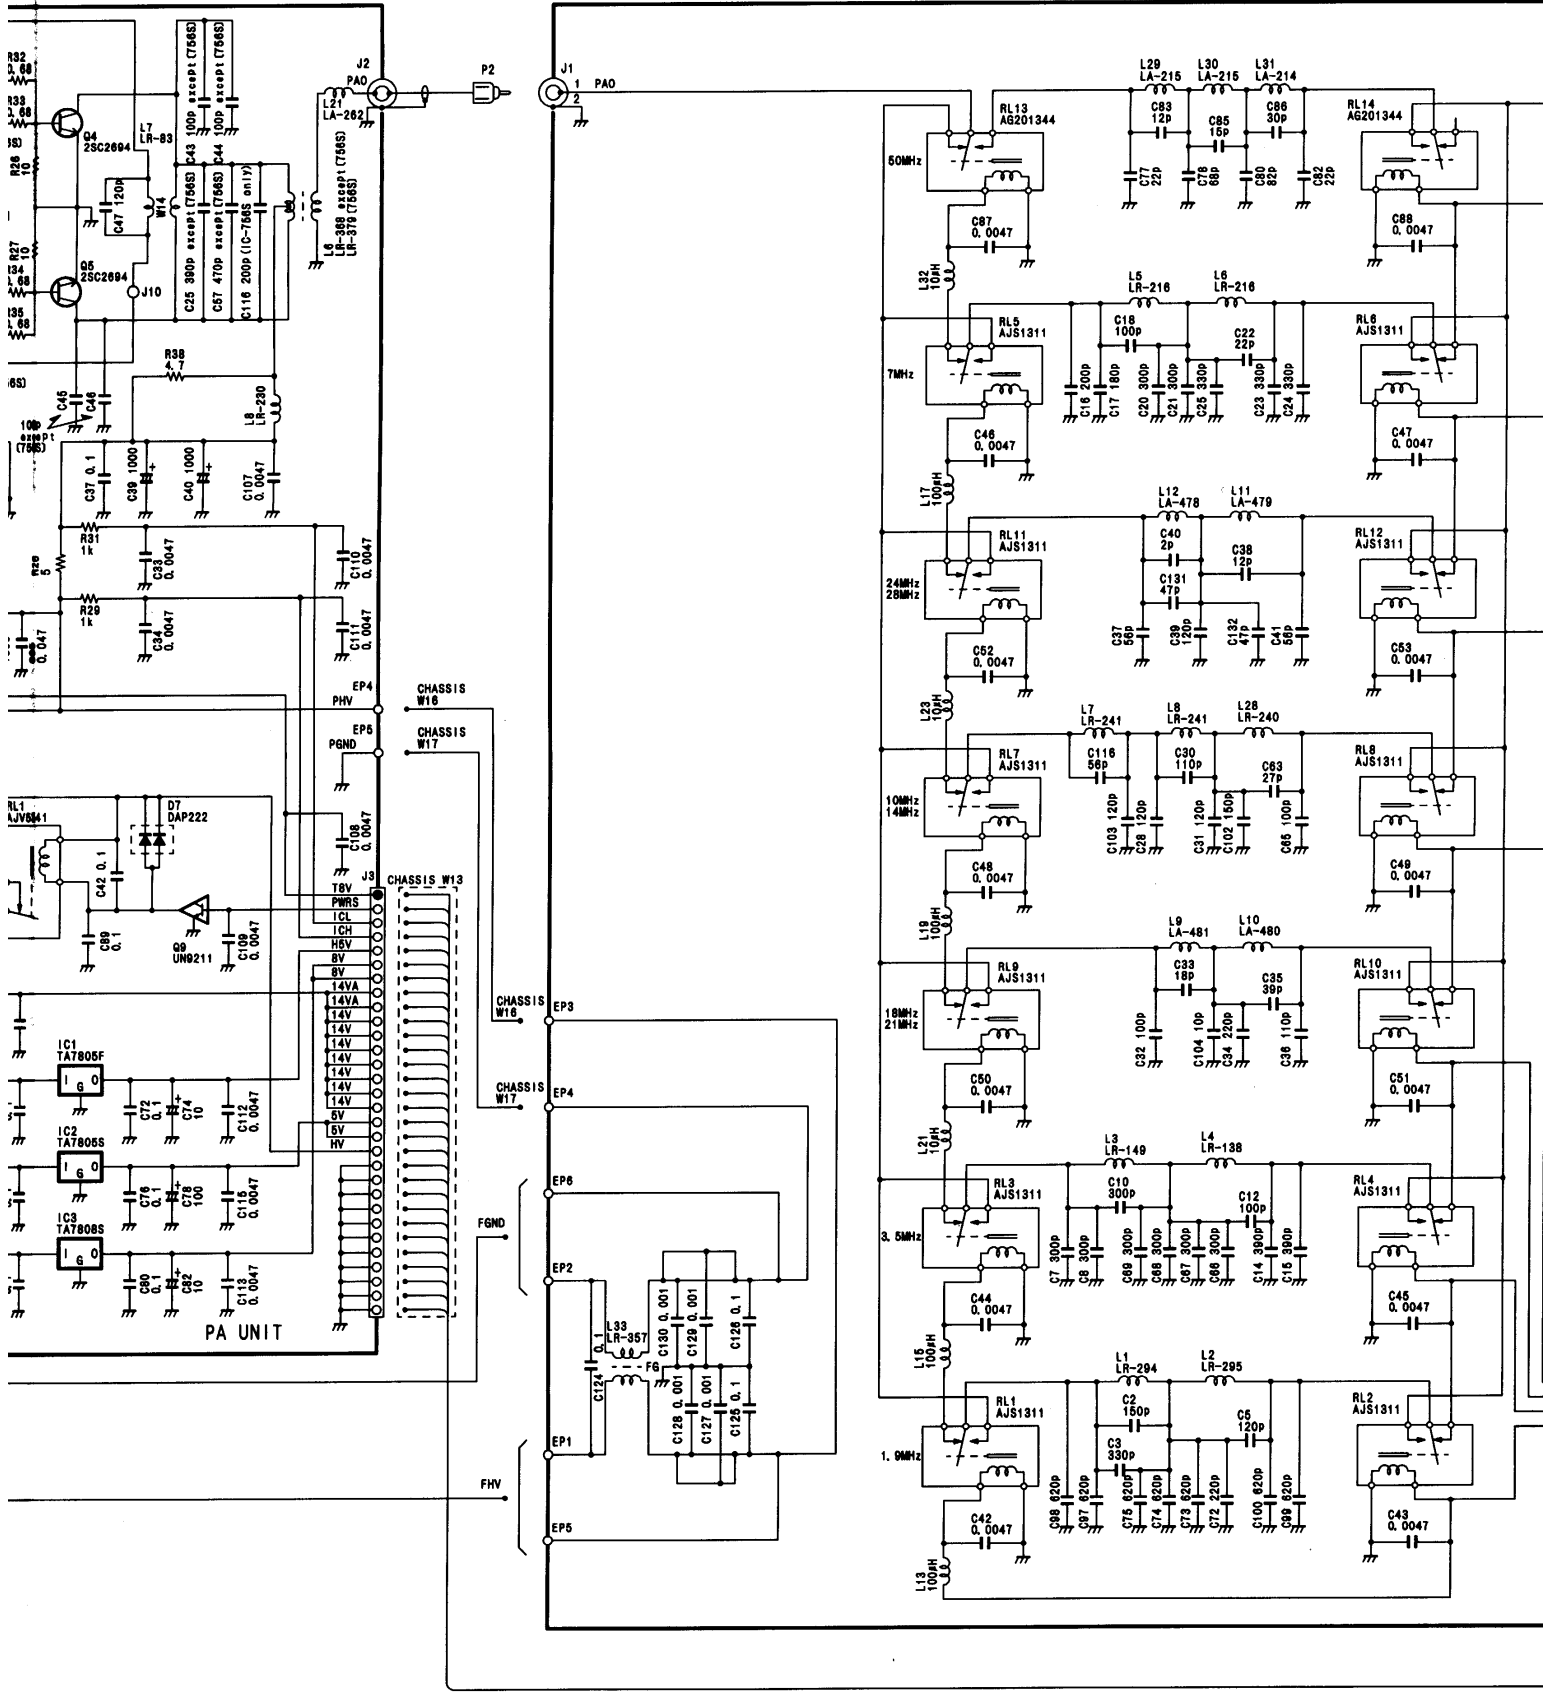 R32
0.68
R33
0.68
R26
10
R27
10
R34
0.68
R35
0.68
Q4
2SC2694
Q5
2SC2694
L7
LR-83
C47 120p
W14
J10
C43 100p except (756S)
C44 100p except (756S)
C25 390p except (756S)
C57 470p except (756S)
C116 200p (IC-756S only)
L6
LR-368 except (756S)
LR-379 (756S)
L21
LA-262
J2
PAO
P2
R38
4.7
C45
C46
except
(756S)
L8
LR-230
C37 0.1
C39 1000
C40 1000
C107
0.0047
R31
1k
R29
1k
C33
0.0047
C34
0.0047
C110
0.0047
C111
0.0047
EP4
PHV
CHASSIS
W16
EP5
PGND
CHASSIS
W17
RL1
C42 0.1
D7
DAP222
C108
0.0047
C89
0.1
Q9
UN9211
C109
0.0047
J3
CHASSIS W13
T8V
PWRS
ICL
ICH
H5V
8V
8V
14VA
14VA
14V
14V
14V
14V
14V
14V
14V
5V
5V
HV
IC1
TA7805F
I G O
C72
0.1
C74
10
C112
0.0047
IC2
TA7805S
I G O
C76
0.1
C78
100
C115
0.0047
IC3
TA7808S
I G O
C80
0.1
C82
10
C113
0.0047
PA UNIT
J1
1
2
PAO
CHASSIS
W16
EP3
CHASSIS
W17
EP4
EP6
FGND
EP2
EP1
FHV
EP5
C124 0.1
L33
LR-357
FG
C130 0.001
C129 0.001
C126 0.1
C128 0.001
C127 0.001
C125 0.1
50MHz
RL13
AG201344
L29
LA-215
L30
LA-215
L31
LA-214
C83
12p
C85
15p
C86
30p
C77
22p
C78
68p
C80
82p
C82
22p
RL14
AG201344
C87
0.0047
C88
0.0047
L32
10μH
7MHz
RL5
AJS1311
L5
LR-216
L6
LR-216
C18
100p
C22
22p
C16 200p
C17 180p
C20 300p
C21 300p
C25 330p
C23 330p
C24 330p
RL6
AJS1311
C46
0.0047
C47
0.0047
L17
100μH
24MHz
28MHz
RL11
AJS1311
L12
LA-478
L11
LA-479
C40
2p
C131
47p
C38
12p
C37
56p
C39
120p
C132
47p
C41
56p
RL12
AJS1311
C52
0.0047
C53
0.0047
L23
10μH
10MHz
14MHz
RL7
AJS1311
L7
LR-241
L8
LR-241
L28
LR-240
C116
56p
C30
110p
C63
27p
C103 120p
C28 120p
C31 120p
C102 150p
C65 100p
RL8
AJS1311
C48
0.0047
C49
0.0047
L19
100μH
18MHz
21MHz
RL9
AJS1311
L9
LA-481
L10
LA-480
C33
18p
C35
39p
C32 100p
C104 10p
C34 220p
C36 110p
RL10
AJS1311
C50
0.0047
C51
0.0047
L21
10μH
3.5MHz
RL3
AJS1311
L3
LR-149
L4
LR-138
C10
300p
C12
100p
C7 300p
C8 300p
C69 300p
C68 300p
C67 300p
C66 300p
C14 390p
C15 390p
RL4
AJS1311
C44
0.0047
C45
0.0047
L15
100μH
1.9MHz
RL1
AJS1311
L1
LR-294
L2
LR-295
C2
150p
C3
330p
C5
120p
C98 620p
C97 620p
C75 620p
C74 620p
C73 620p
C72 220p
C100 620p
C99 620p
RL2
AJS1311
C42
0.0047
C43
0.0047
L13
100μH